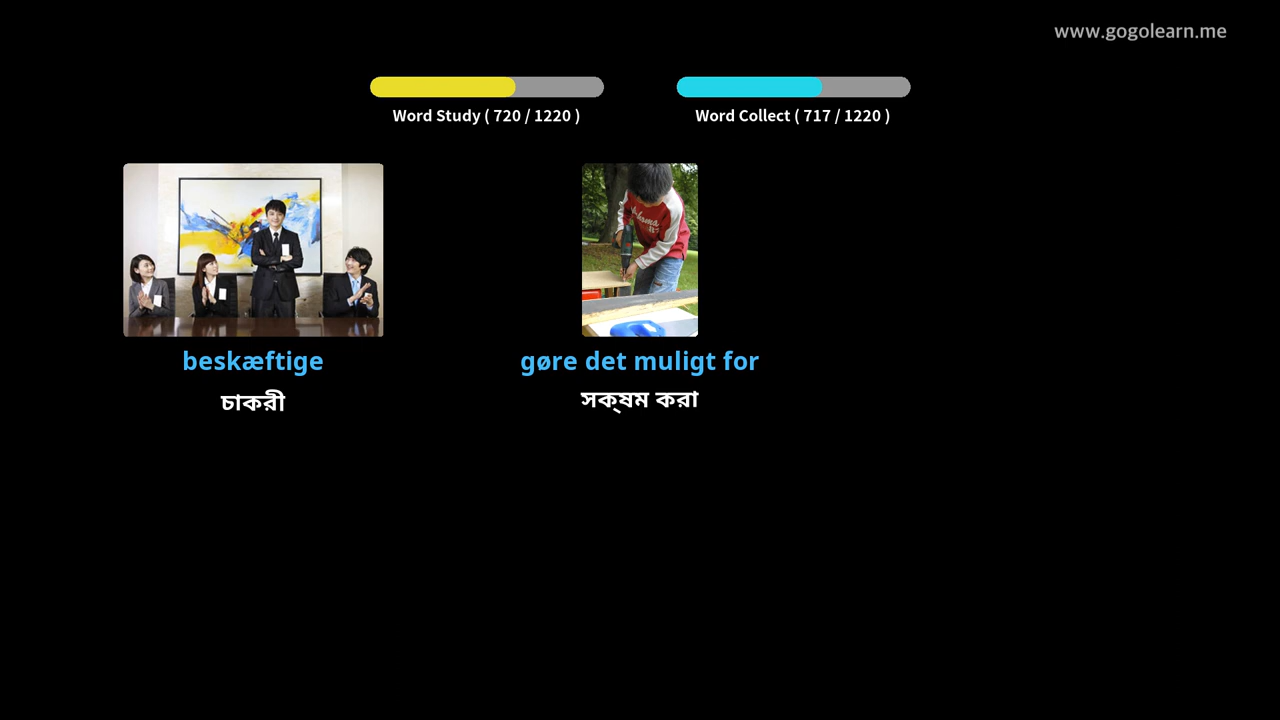 www.gogolearn.me
Word Study ( 720 / 1220 )
Word Collect ( 717 / 1220 )
beskæftige
চাকরী
gøre det muligt for
সক্ষম করা